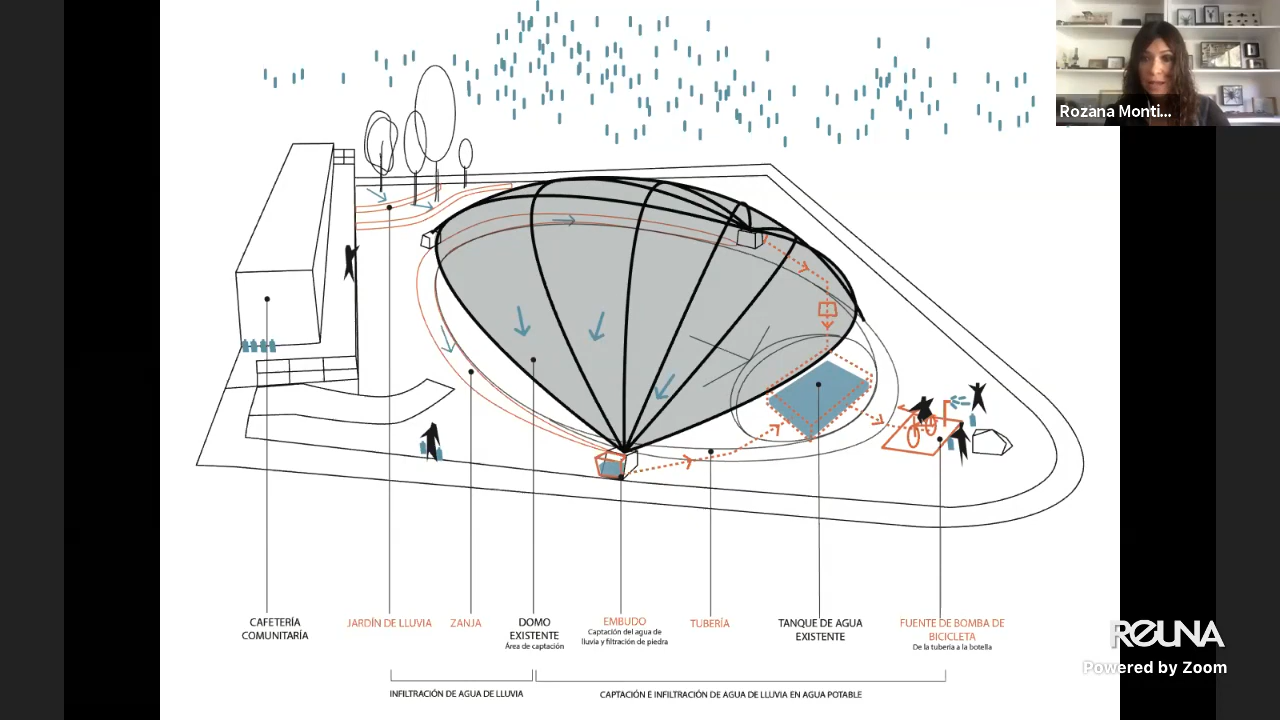 Rozana Monti...
CAFETERÍA
COMUNITARÍA
JARDÍN DE LLUVIA
ZANJA
DOMO
EXISTENTE
Área de captación
EMBUDO
Captación del agua de
lluvia y filtración de piedra
TUBERÍA
TANQUE DE AGUA
EXISTENTE
FUENTE DE BOMBA DE
BICICLETA
De la tuberia a la botella
INFILTRACIÓN DE AGUA DE LLUVIA
CAPTACIÓN E INFILTRACIÓN DE AGUA DE LLUVIA EN AGUA POTABLE
REUNA
Powered by Zoom